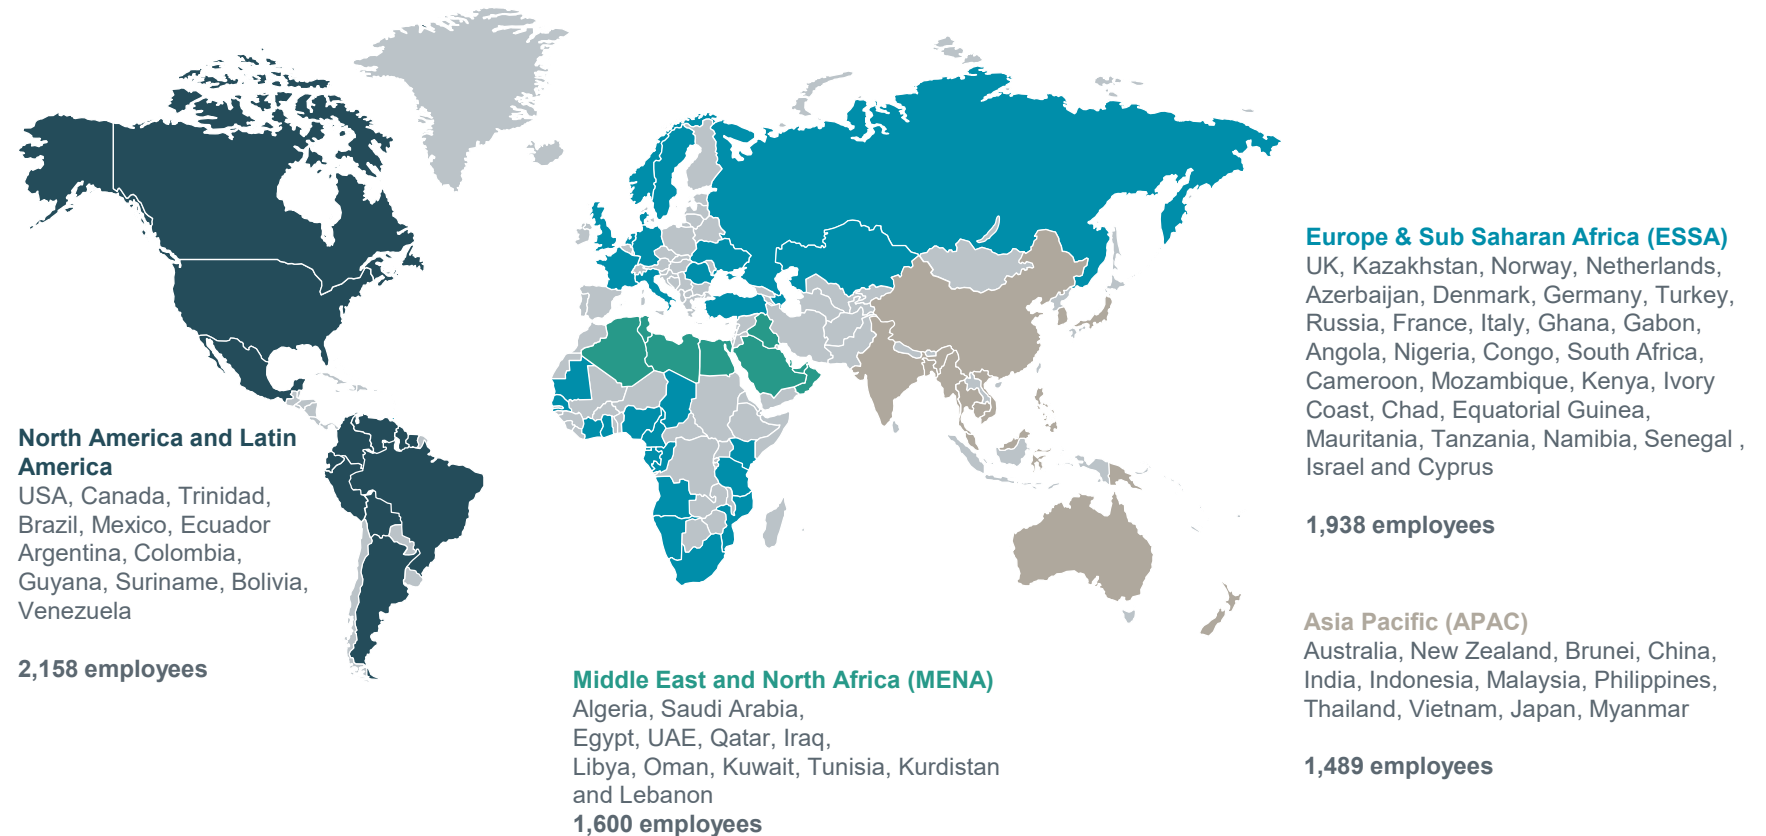 North America and Latin
America
USA, Canada, Trinidad,
Brazil, Mexico, Ecuador
Argentina, Colombia,
Guyana, Suriname, Bolivia,
Venezuela
2,158 employees
Middle East and North Africa (MENA)
Algeria, Saudi Arabia,
Egypt, UAE, Qatar, Iraq,
Libya, Oman, Kuwait, Tunisia, Kurdistan
and Lebanon
1,600 employees
Europe & Sub Saharan Africa (ESSA)
UK, Kazakhstan, Norway, Netherlands,
Azerbaijan, Denmark, Germany, Turkey,
Russia, France, Italy, Ghana, Gabon,
Angola, Nigeria, Congo, South Africa,
Cameroon, Mozambique, Kenya, Ivory
Coast, Chad, Equatorial Guinea,
Mauritania, Tanzania, Namibia, Senegal ,
Israel and Cyprus
1,938 employees
Asia Pacific (APAC)
Australia, New Zealand, Brunei, China,
India, Indonesia, Malaysia, Philippines,
Thailand, Vietnam, Japan, Myanmar
1,489 employees